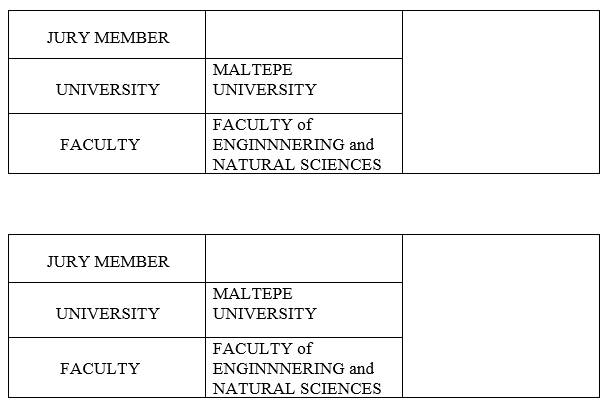 JURY MEMBER
UNIVERSITY
MALTEPE
UNIVERSITY
FACULTY
FACULTY of
ENGINNNERING and
NATURAL SCIENCES
JURY MEMBER
UNIVERSITY
MALTEPE
UNIVERSITY
FACULTY
FACULTY of
ENGINNNERING and
NATURAL SCIENCES